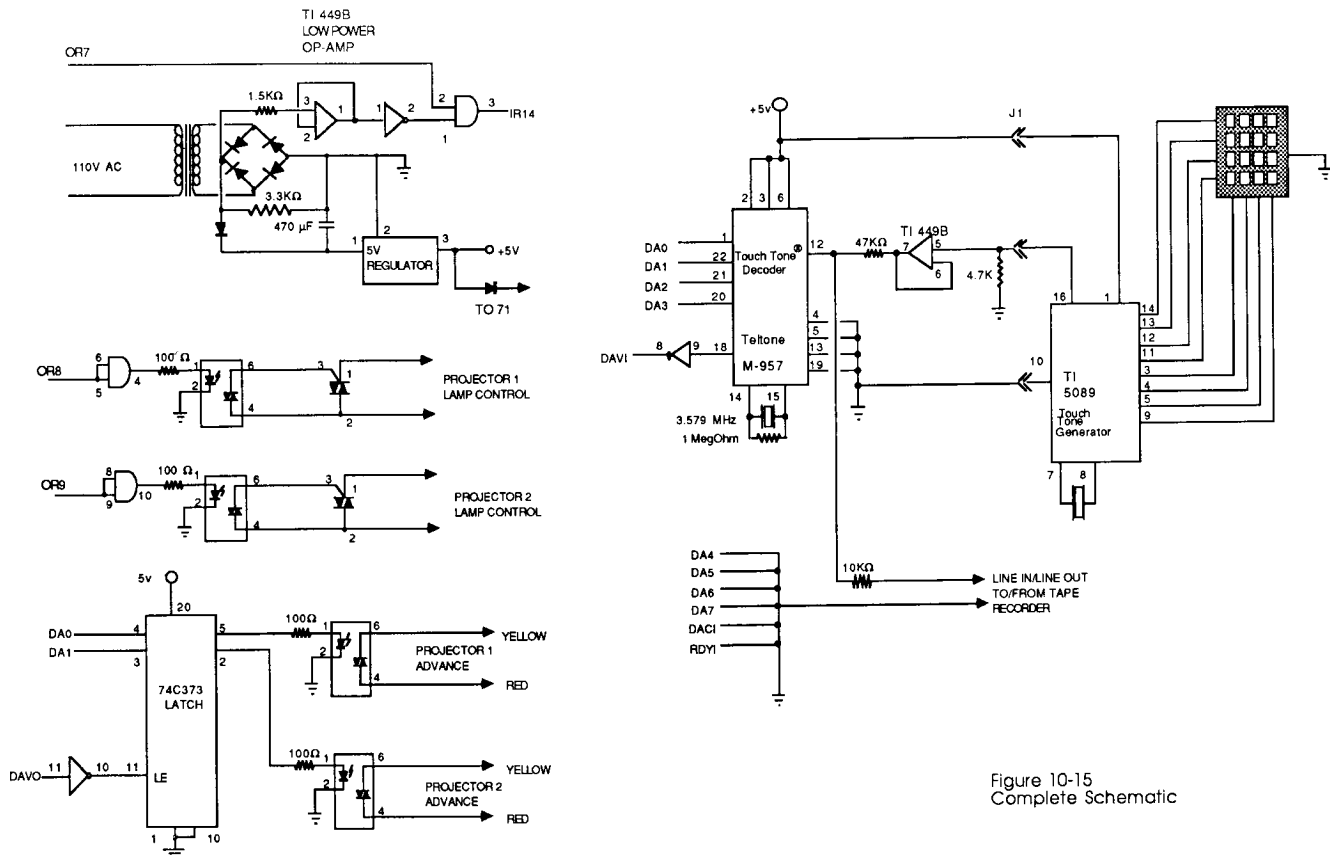 TI 449B
LOW POWER
OP-AMP
OR7
1.5KΩ
3
2
1
1
2
2
1
3
IR14
110V AC
3.3KΩ
470 µF
1
2
3
5V
REGULATOR
+5V
TO 71
OR8
6
5
4
100 Ω
1
2
6
4
3
1
2
PROJECTOR 1
LAMP CONTROL
OR9
8
9
10
100 Ω
1
2
6
4
3
1
2
PROJECTOR 2
LAMP CONTROL
5v
20
DA0
4
DA1
3
5
2
74C373
LATCH
DAVO
11
10
11
LE
1
10
100Ω
1
2
6
4
YELLOW
PROJECTOR 1
ADVANCE
RED
100Ω
1
2
6
4
YELLOW
PROJECTOR 2
ADVANCE
RED
+5v
J1
2
3
6
DA0
1
DA1
22
DA2
21
DA3
20
Touch Tone®
Decoder
Teltone
M-957
12
47KΩ
TI 449B
7
5
6
4.7K
4
5
13
19
DAVI
8
9
18
14
15
3.579 MHz
1 MegOhm
16
1
10
TI
5089
Touch
Tone
Generator
14
13
12
11
3
4
5
9
7
8
DA4
DA5
DA6
DA7
DACI
RDYI
10KΩ
LINE IN/LINE OUT
TO/FROM TAPE
RECORDER
Figure 10-15
Complete Schematic